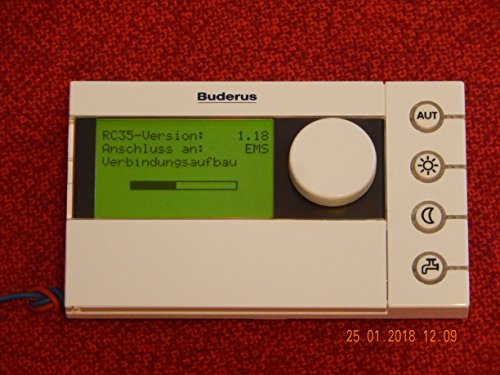 Buderus
RC35-Version: 1.18
Anschluss an: EMS
Verbindungsaufbau
AUT
25.01.2018 12:09